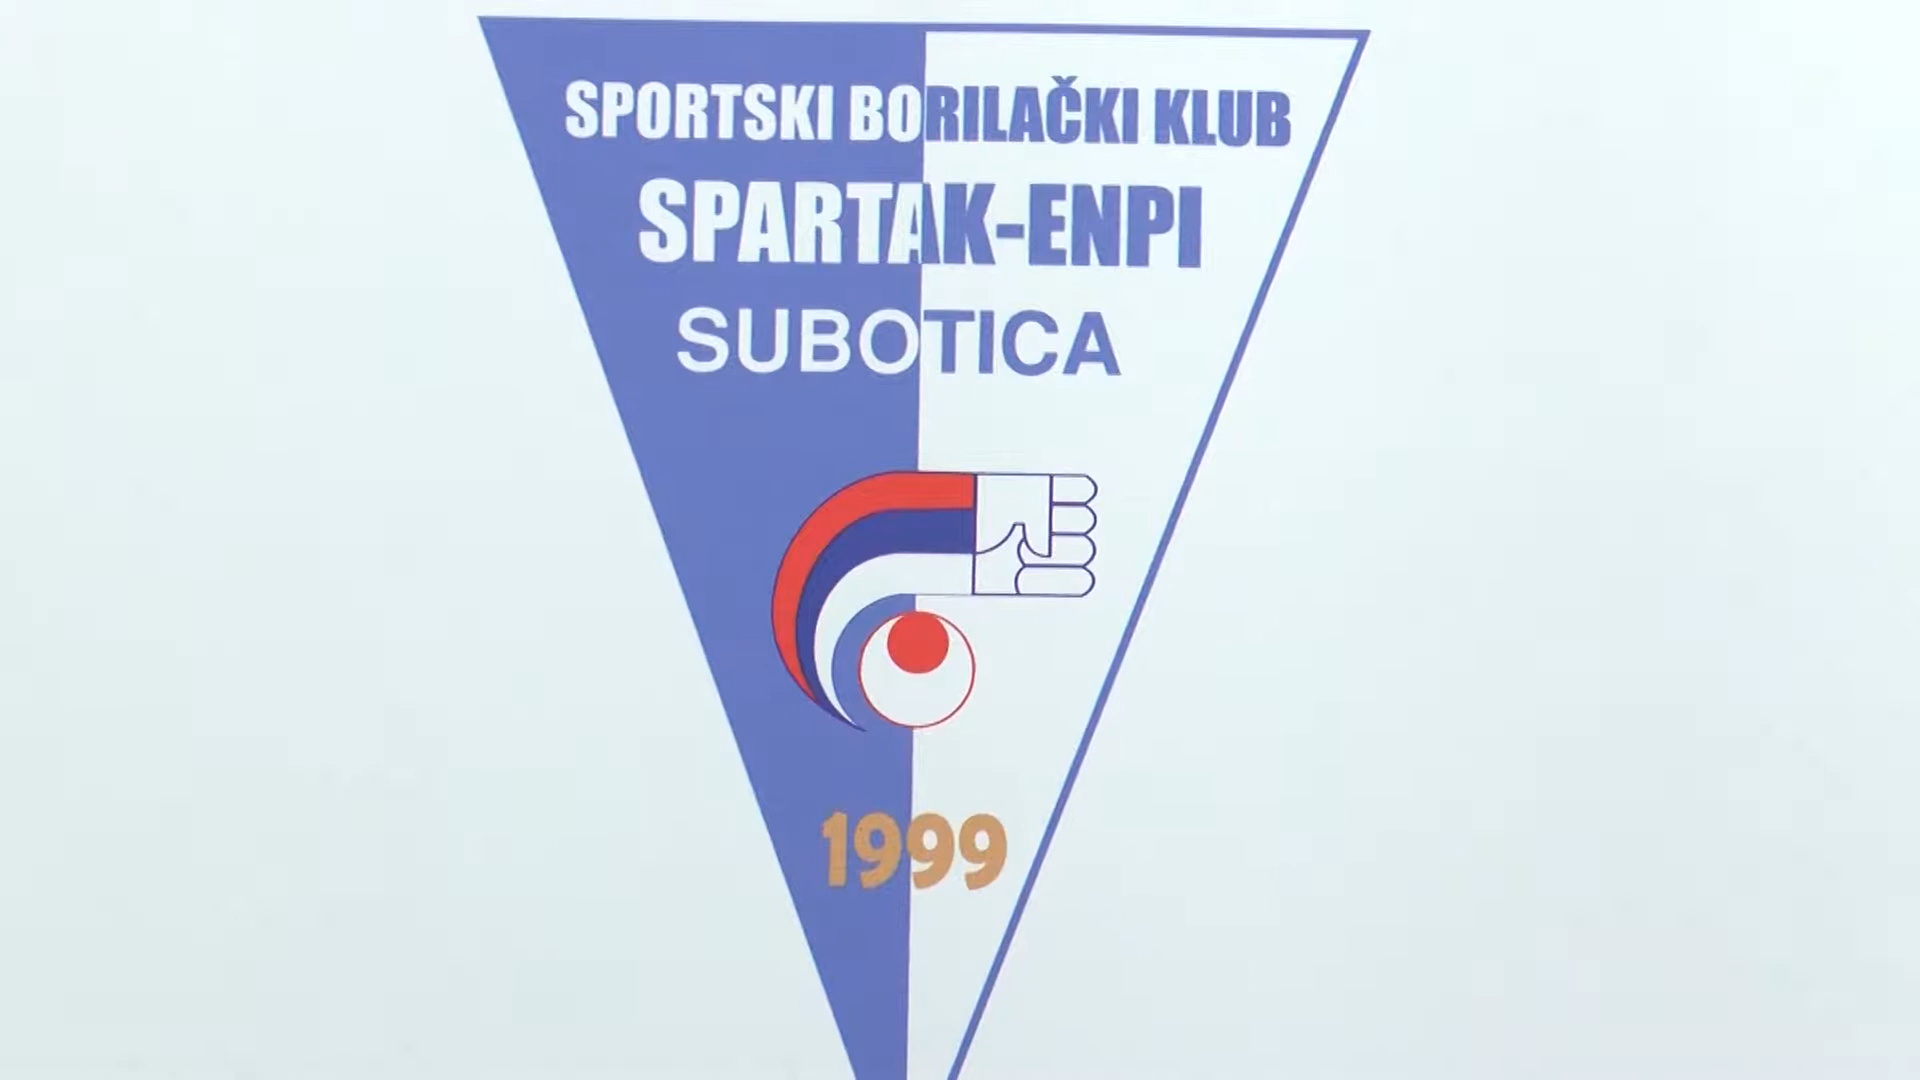 SPORTSKI BORILAČKI KLUB
SPARTAK-ENPI
SUBOTICA
1999